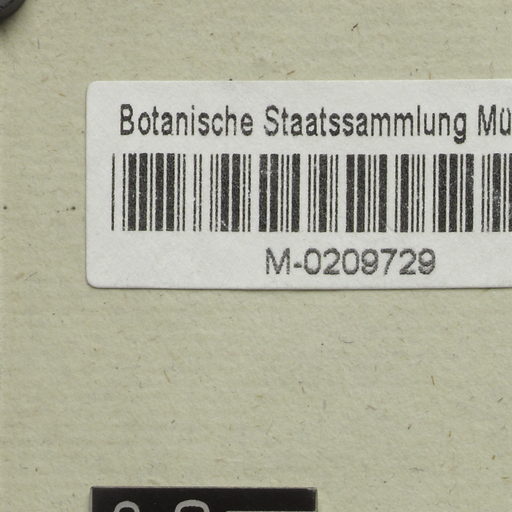 Botanische Staatssammlung Mü
M-0209729